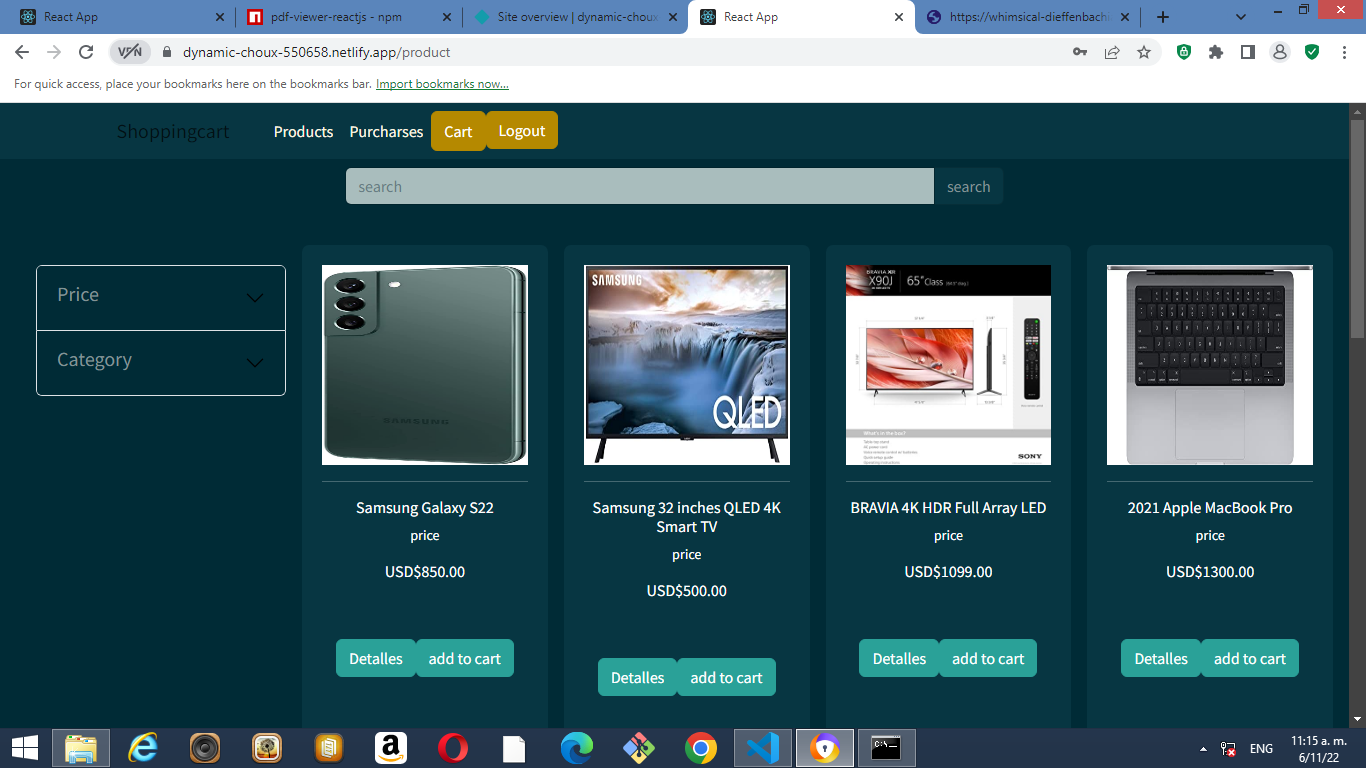 React App
pdf-viewer-reactjs - npm
Site overview | dynamic-choux
React App
https://whimsical-dieffenbach
VPN
dynamic-choux-550658.netlify.app/product
For quick access, place your bookmarks here on the bookmarks bar. Import bookmarks now...
Shoppingcart Products Purcharses Cart Logout
search search
Price
Category
SAMSUNG
SAMSUNG
QLED
BRAVIA XR
X90J
65" Class
What's in the box?
SONY
Samsung Galaxy S22
price
USD$850.00
Detalles add to cart
Samsung 32 inches QLED 4K
Smart TV
price
USD$500.00
Detalles add to cart
BRAVIA 4K HDR Full Array LED
price
USD$1099.00
Detalles add to cart
2021 Apple MacBook Pro
price
USD$1300.00
Detalles add to cart
ENG
11:15 a. m.
6/11/22